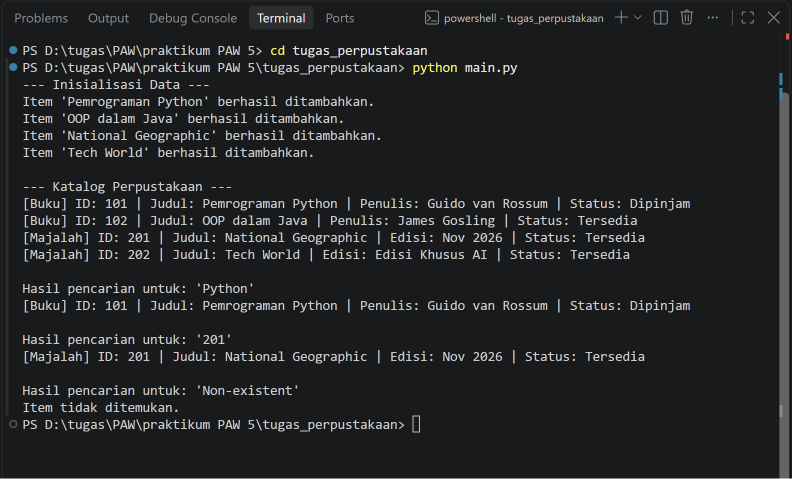 Problems Output Debug Console Terminal Ports powershell - tugas_perpustakaan
PS D:\tugas\PAW\praktikum PAW 5> cd tugas_perpustakaan
PS D:\tugas\PAW\praktikum PAW 5\tugas_perpustakaan> python main.py
--- Inisialisasi Data ---
Item 'Pemrograman Python' berhasil ditambahkan.
Item 'OOP dalam Java' berhasil ditambahkan.
Item 'National Geographic' berhasil ditambahkan.
Item 'Tech World' berhasil ditambahkan.
--- Katalog Perpustakaan ---
[Buku] ID: 101 | Judul: Pemrograman Python | Penulis: Guido van Rossum | Status: Dipinjam
[Buku] ID: 102 | Judul: OOP dalam Java | Penulis: James Gosling | Status: Tersedia
[Majalah] ID: 201 | Judul: National Geographic | Edisi: Nov 2026 | Status: Tersedia
[Majalah] ID: 202 | Judul: Tech World | Edisi: Edisi Khusus AI | Status: Tersedia
Hasil pencarian untuk: 'Python'
[Buku] ID: 101 | Judul: Pemrograman Python | Penulis: Guido van Rossum | Status: Dipinjam
Hasil pencarian untuk: '201'
[Majalah] ID: 201 | Judul: National Geographic | Edisi: Nov 2026 | Status: Tersedia
Hasil pencarian untuk: 'Non-existent'
Item tidak ditemukan.
PS D:\tugas\PAW\praktikum PAW 5\tugas_perpustakaan>